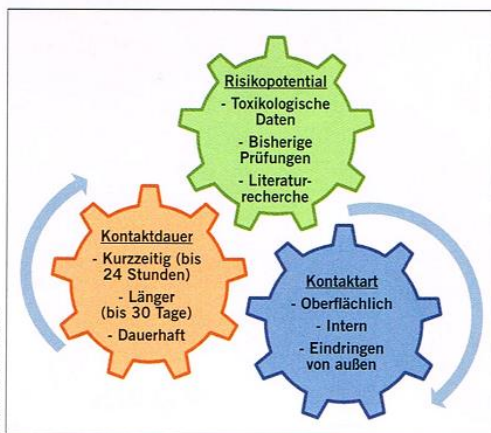 Risikopotential
- Toxikologische
Daten
- Bisherige
Prüfungen
- Literatur-
recherche
Kontaktdauer
- Kurzzeitig (bis
24 Stunden)
- Länger
(bis 30 Tage)
- Dauerhaft
Kontaktart
- Oberflächlich
- Intern
- Eindringen
von außen